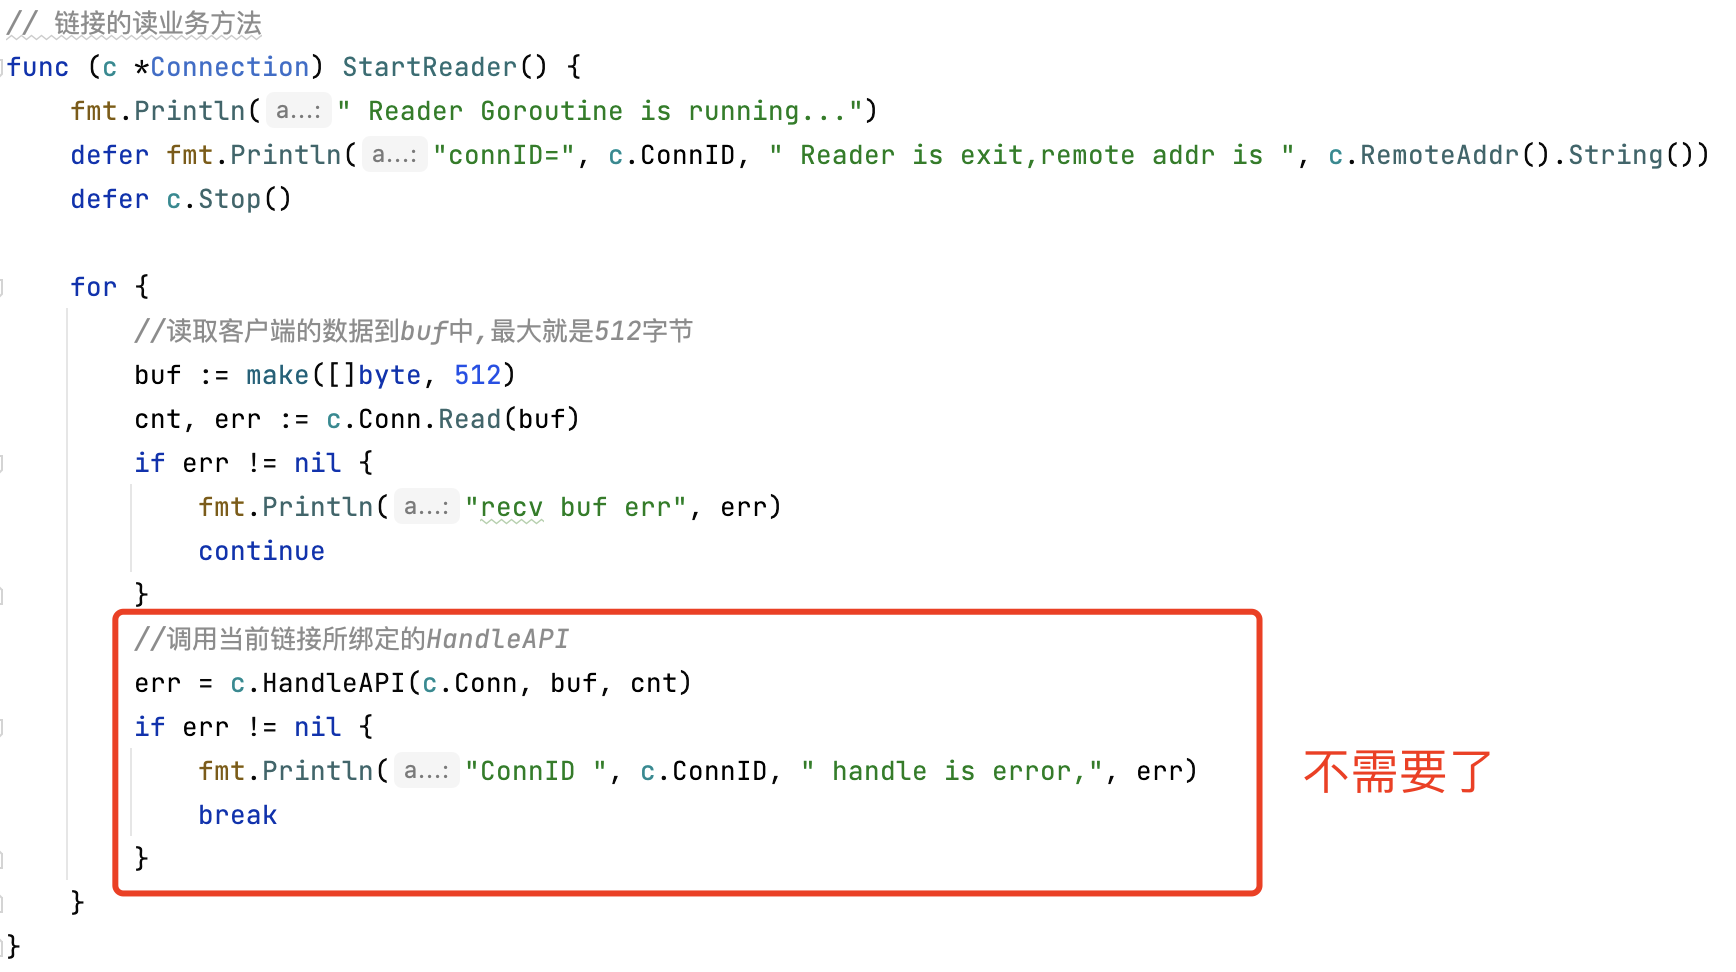 // 链接的读业务方法
func (c *Connection) StartReader() {
    fmt.Println( a...: " Reader Goroutine is running...")
    defer fmt.Println( a...: "connID=", c.ConnID, " Reader is exit,remote addr is ", c.RemoteAddr().String())
    defer c.Stop()
    for {
        //读取客户端的数据到buf中,最大就是512字节
        buf := make([]byte, 512)
        cnt, err := c.Conn.Read(buf)
        if err != nil {
            fmt.Println( a...: "recv buf err", err)
            continue
        }
        //调用当前链接所绑定的HandleAPI
        err = c.HandleAPI(c.Conn, buf, cnt)
        if err != nil {
            fmt.Println( a...: "ConnID ", c.ConnID, " handle is error,", err)
            break
        }
不需要了
    }
}